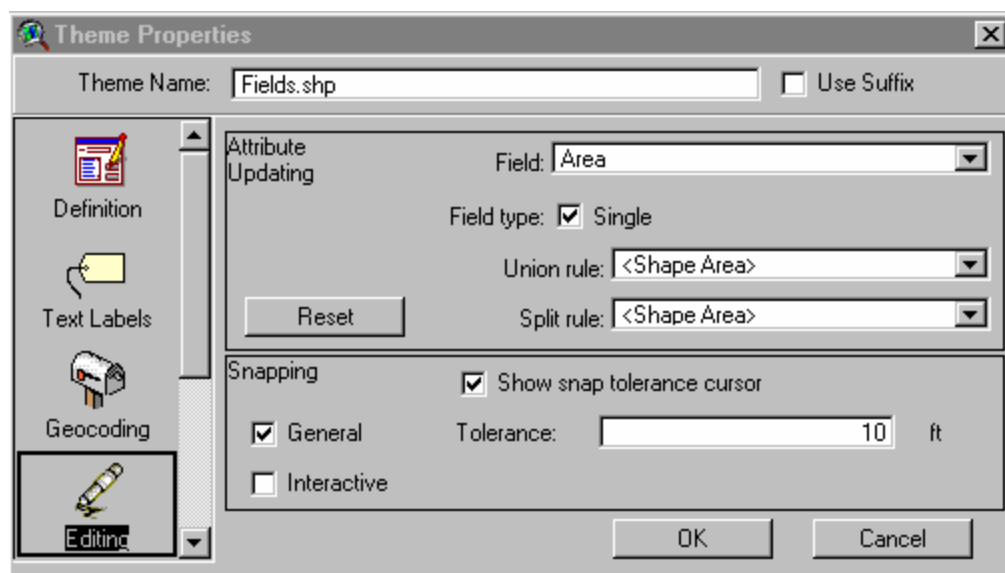 Theme Properties
Theme Name: Fields.shp Use Suffix
Definition
Text Labels
Geocoding
Editing
Attribute
Updating
Field: Area
Field type: Single
Union rule: <Shape Area>
Reset Split rule: <Shape Area>
Snapping Show snap tolerance cursor
General Tolerance: 10 ft
Interactive
OK Cancel